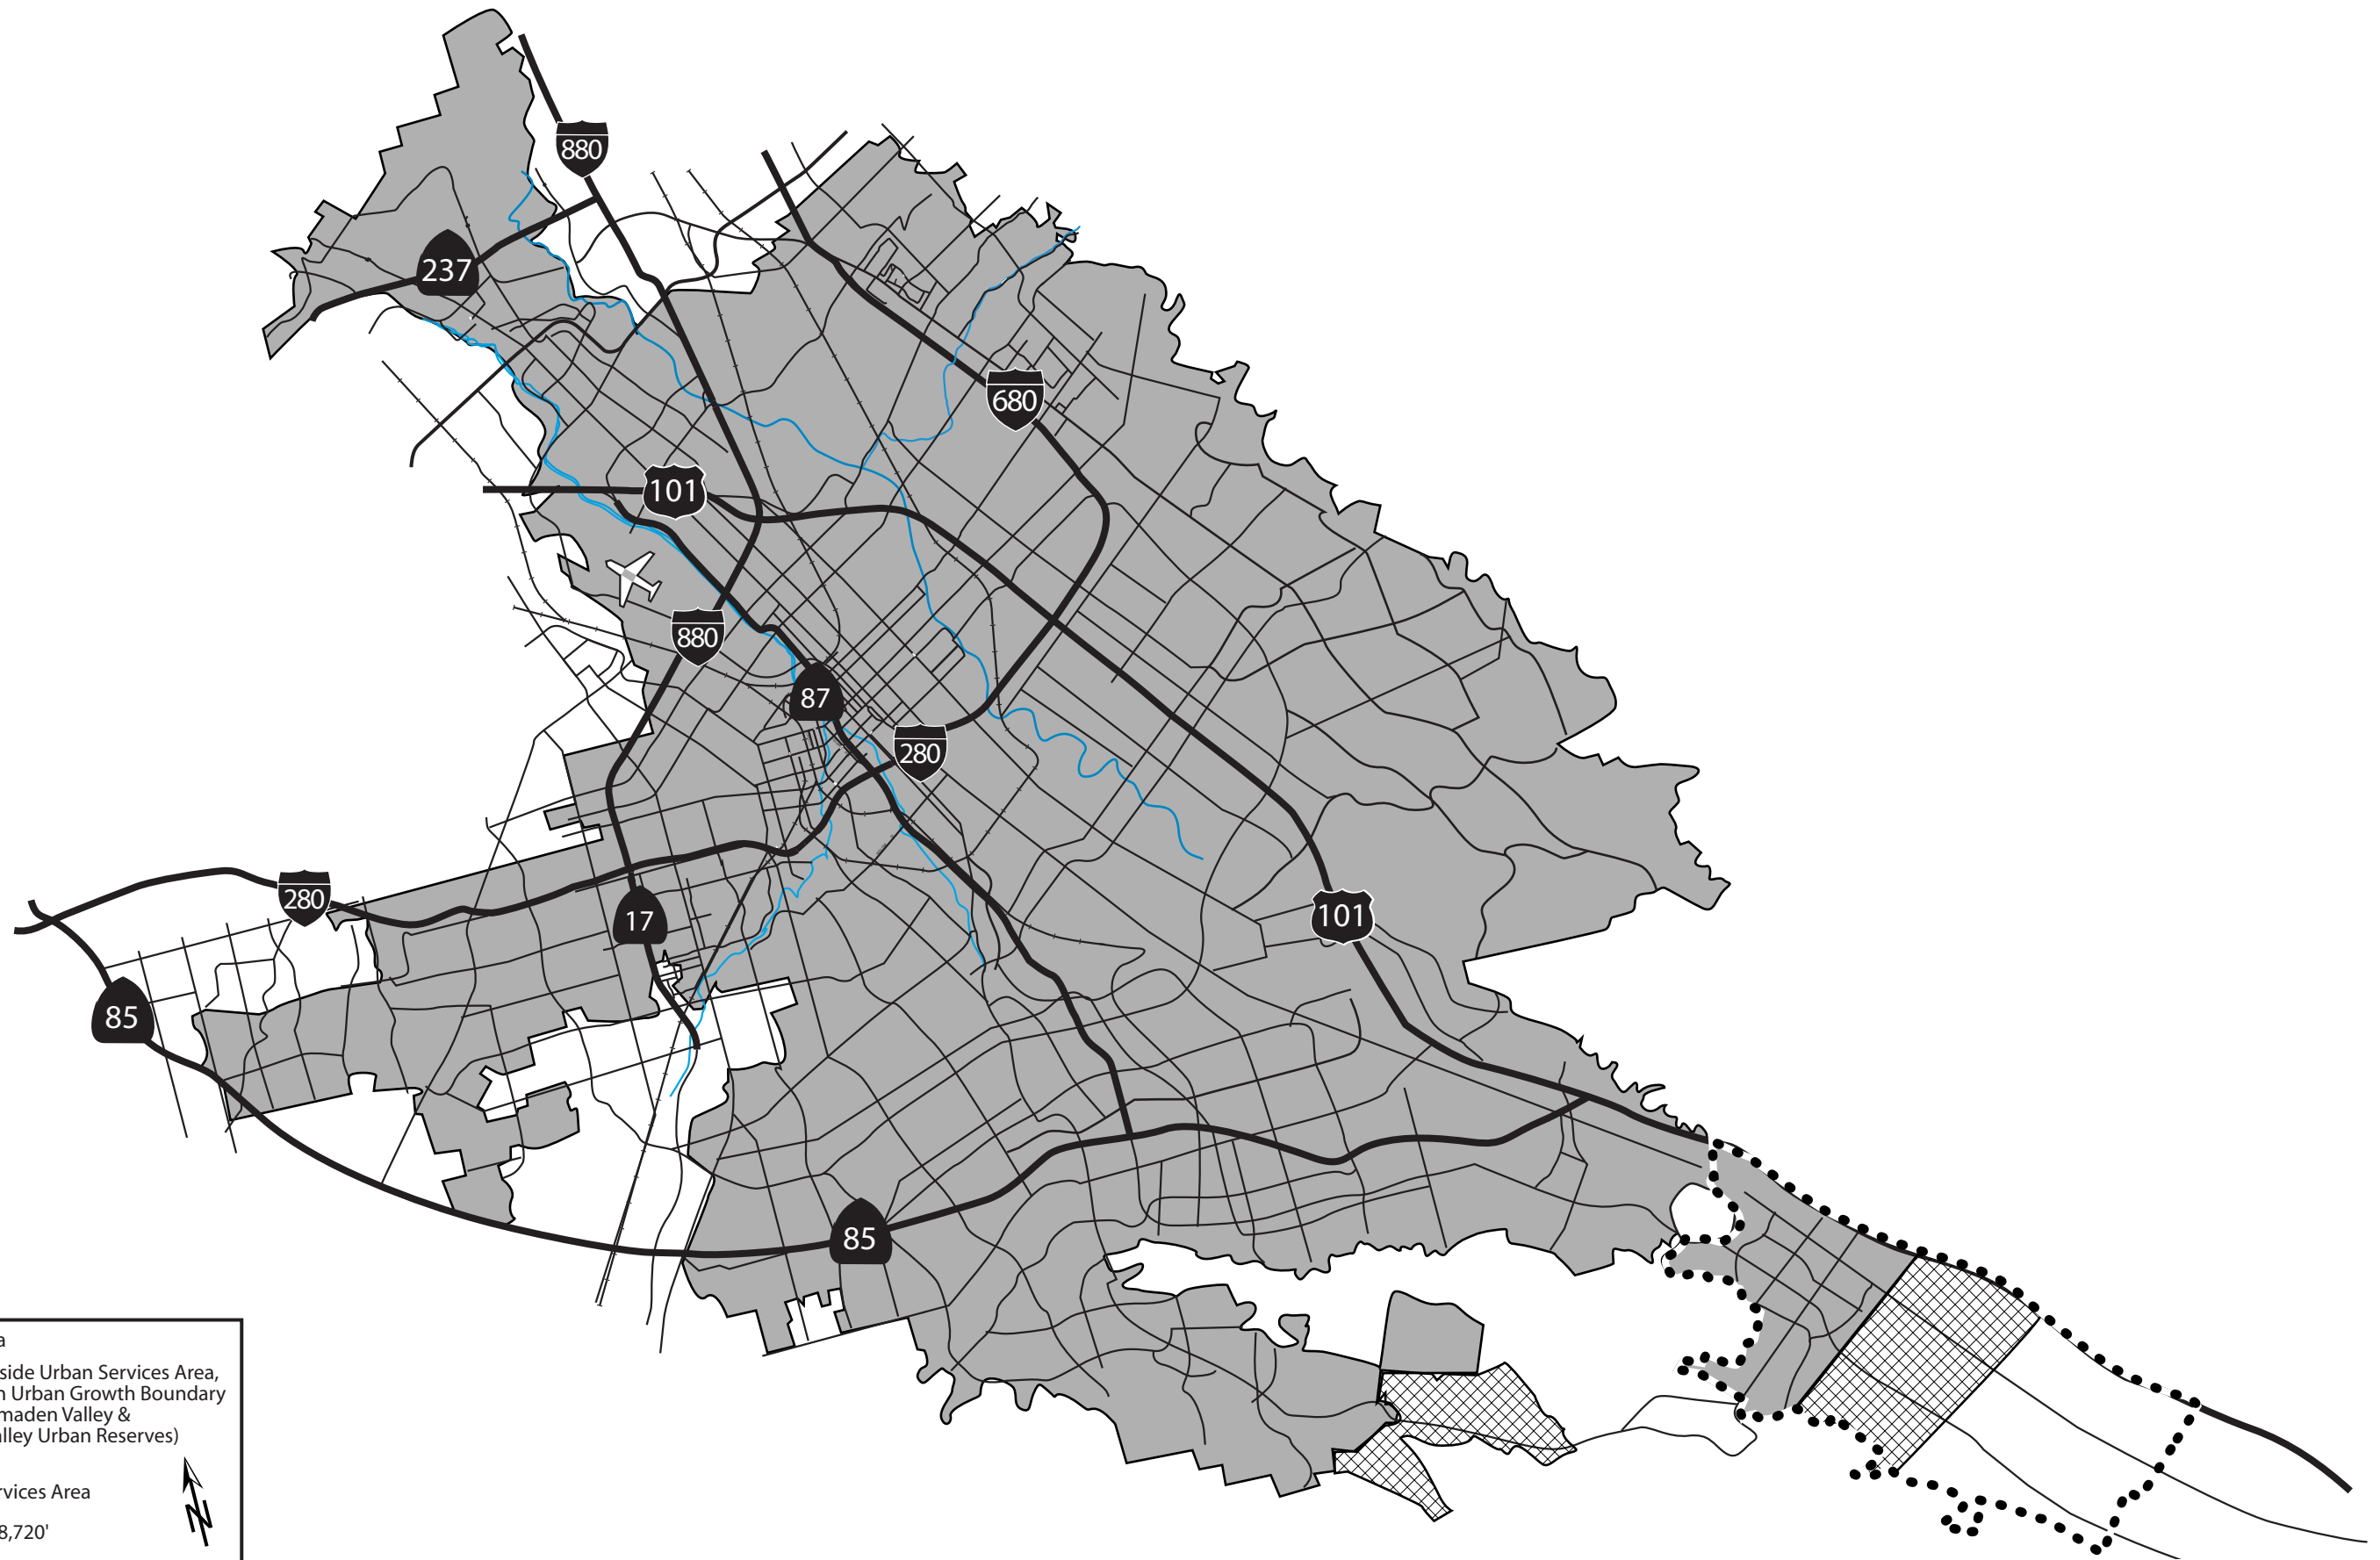 880
237
680
101
880
87
280
280
17
101
85
85
side Urban Services Area,
n Urban Growth Boundary
maden Valley &
lley Urban Reserves)
rvices Area
8,720'